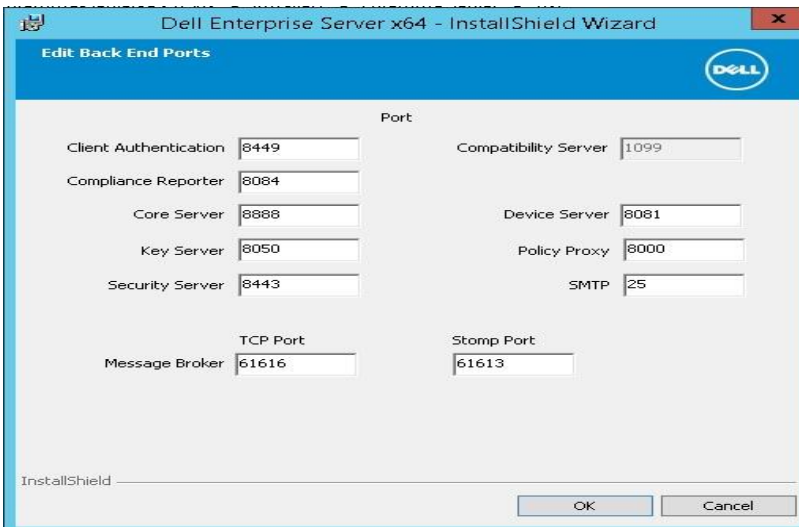 Dell Enterprise Server x64 - InstallShield Wizard
x
Edit Back End Ports
DELL
Port
Client Authentication 8449 Compatibility Server 1099
Compliance Reporter 8084
Core Server 8888 Device Server 8081
Key Server 8050 Policy Proxy 8000
Security Server 8443 SMTP 25
TCP Port Stomp Port
Message Broker 61616 61613
InstallShield
OK Cancel